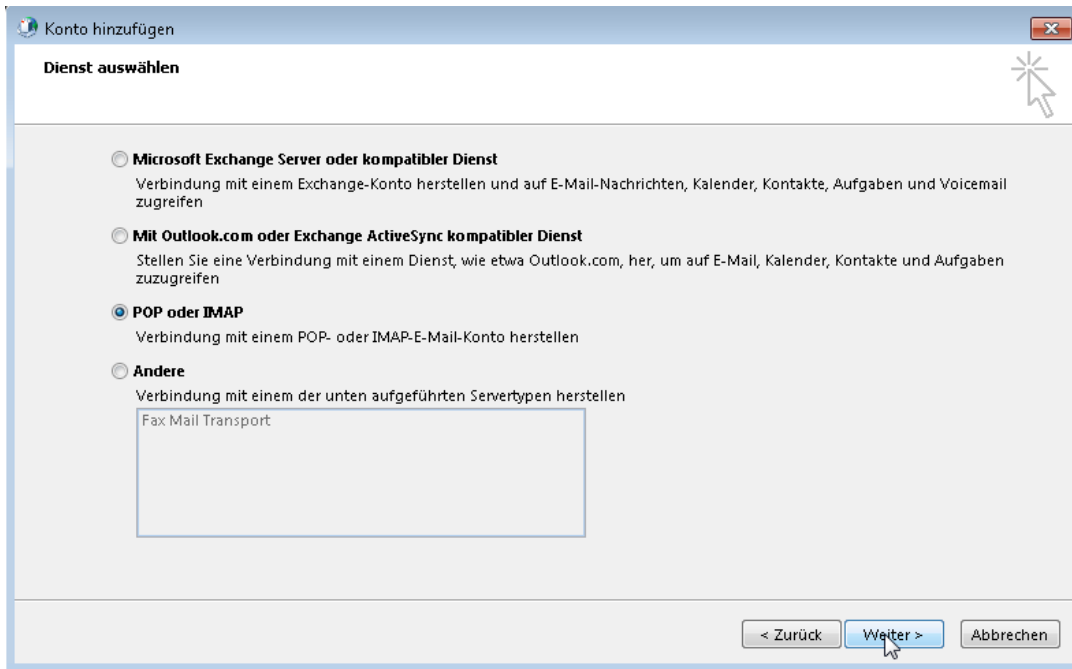 Konto hinzufügen
Dienst auswählen
Microsoft Exchange Server oder kompatibler Dienst
Verbindung mit einem Exchange-Konto herstellen und auf E-Mail-Nachrichten, Kalender, Kontakte, Aufgaben und Voicemail
zugreifen
Mit Outlook.com oder Exchange ActiveSync kompatibler Dienst
Stellen Sie eine Verbindung mit einem Dienst, wie etwa Outlook.com, her, um auf E-Mail, Kalender, Kontakte und Aufgaben
zuzugreifen
POP oder IMAP
Verbindung mit einem POP- oder IMAP-E-Mail-Konto herstellen
Andere
Verbindung mit einem der unten aufgeführten Servertypen herstellen
Fax Mail Transport
< Zurück Weiter > Abbrechen